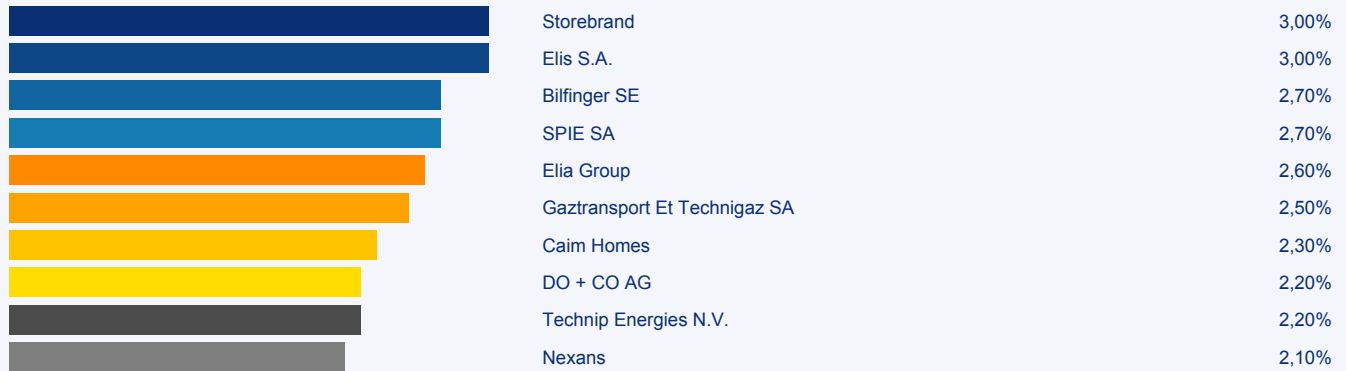 Storebrand 3,00%
Elis S.A. 3,00%
Bilfinger SE 2,70%
SPIE SA 2,70%
Elia Group 2,60%
Gaztransport Et Technigaz SA 2,50%
Caim Homes 2,30%
DO + CO AG 2,20%
Technip Energies N.V. 2,20%
Nexans 2,10%